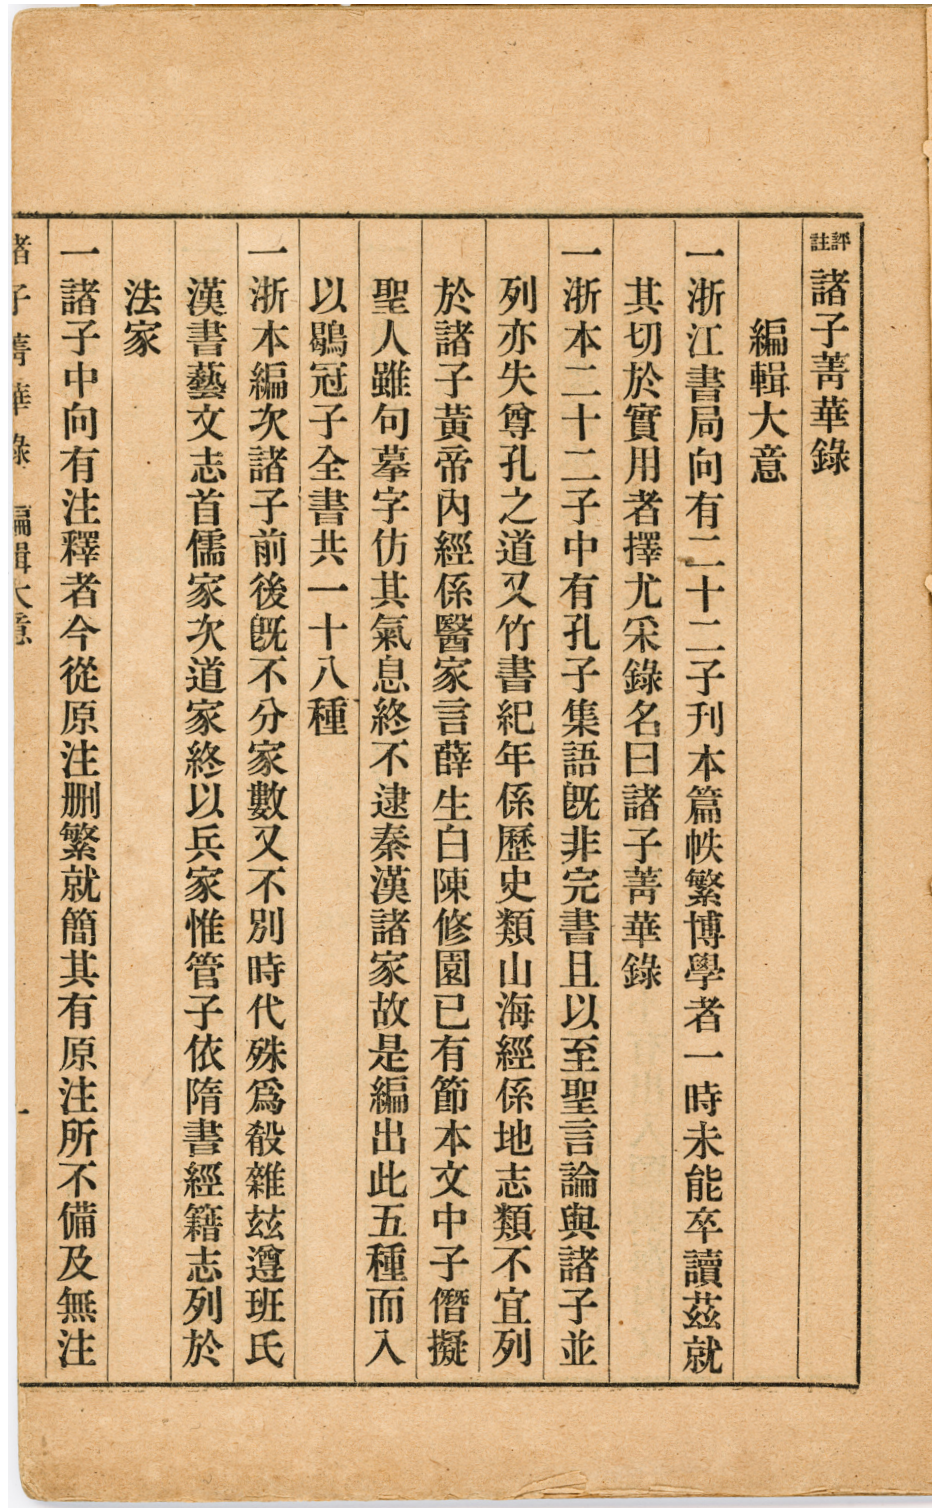 評註諸子菁華錄
編輯大意
一浙江書局向有二十二子刊本篇帙繁博學者一時未能卒讀茲就
其切於實用者擇尤采錄名曰諸子菁華錄
一浙本二十二子中有孔子集語既非完書且以至聖言論與諸子並
列亦失尊孔之道又竹書紀年係歷史類山海經係地志類不宜列
於諸子黃帝內經係醫家言薛生白陳修園已有節本文中子僭擬
聖人雖句摹字仿其氣息終不逮秦漢諸家故是編出此五種而入
以鶡冠子全書共一十八種
一浙本編次諸子前後既不分家數又不別時代殊爲殽雜玆遵班氏
漢書藝文志首儒家次道家終以兵家惟管子依隋書經籍志列於
法家
一諸子中向有注釋者今從原注删繁就簡其有原注所不備及無注
諸子菁華錄 編輯大意 一